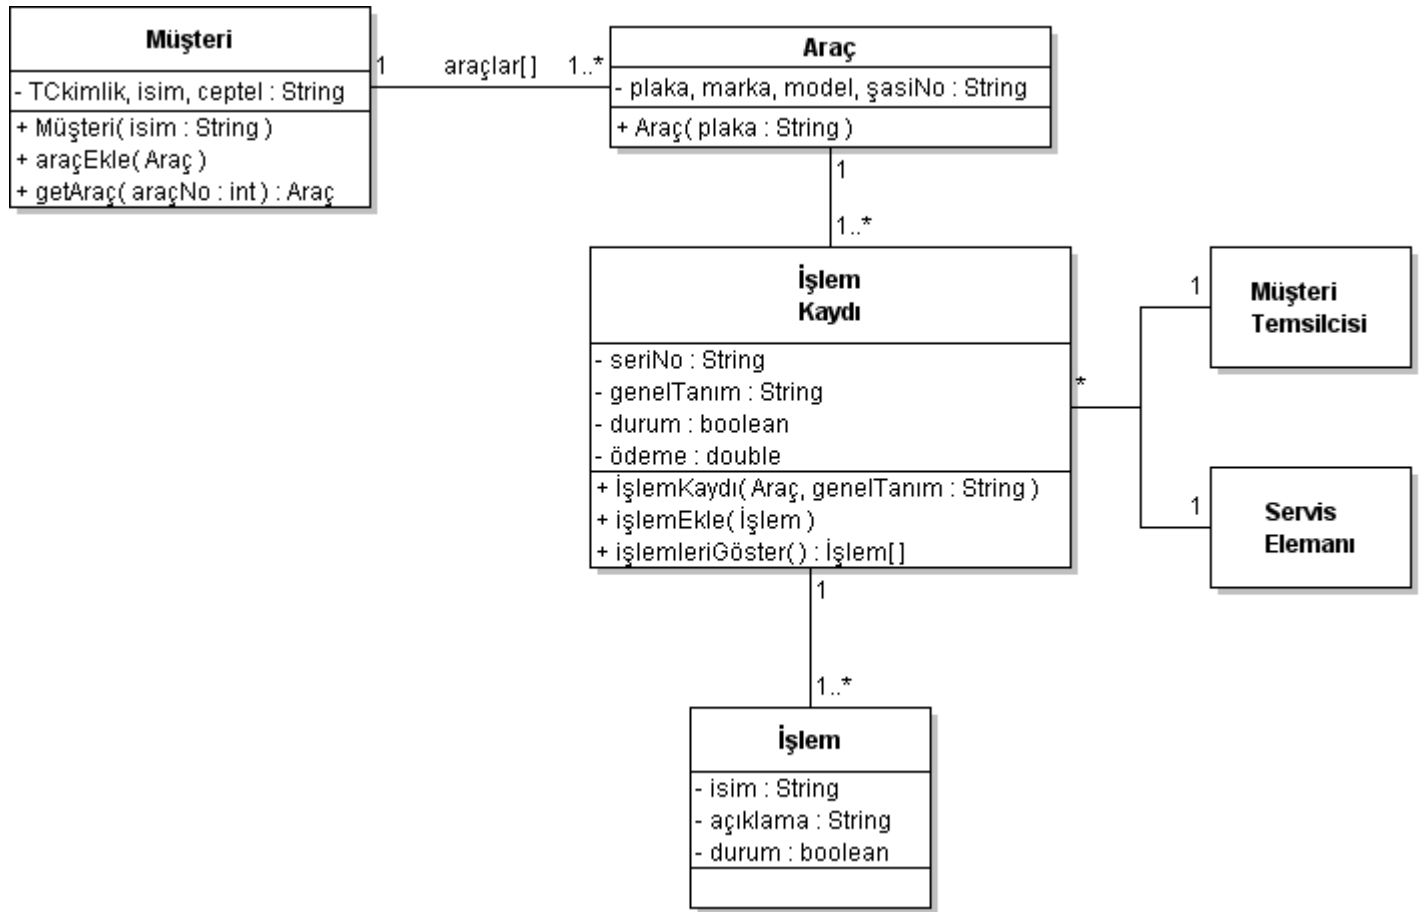 Müşteri
- TCkimlik, isim, ceptel : String
+ Müşteri( isim : String )
+ araçEkle( Araç )
+ getAraç( araçNo : int ) : Araç
1
araçlar[]
1..*
Araç
- plaka, marka, model, şasiNo : String
+ Araç( plaka : String )
1
1..*
İşlem
Kaydı
- seriNo : String
- genelTanım : String
- durum : boolean
- ödeme : double
+ İşlemKaydı( Araç, genelTanım : String )
+ işlemEkle( İşlem )
+ işlemleriGöster() : İşlem[]
*
1
Müşteri
Temsilcisi
1
Servis
Elemanı
1
1..*
İşlem
- isim : String
- açıklama : String
- durum : boolean